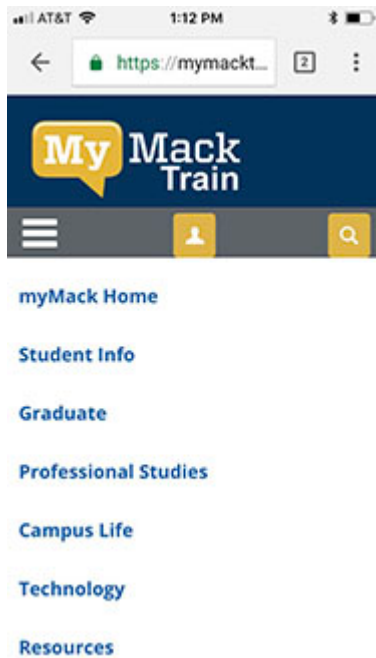 AT&T 1:12 PM
https://mymackt... 2
My Mack
Train
myMack Home
Student Info
Graduate
Professional Studies
Campus Life
Technology
Resources